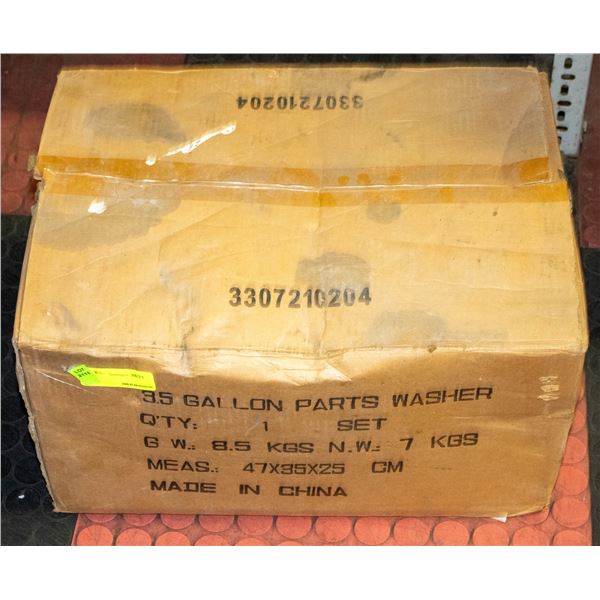 3307210204
3307210204
LOT
3.5 GALLON PARTS WASHER
Q'TY: 1 SET
G W.: 8.5 KGS N.W.: 7 KGS
MEAS.: 47X35X25 CM
MADE IN CHINA